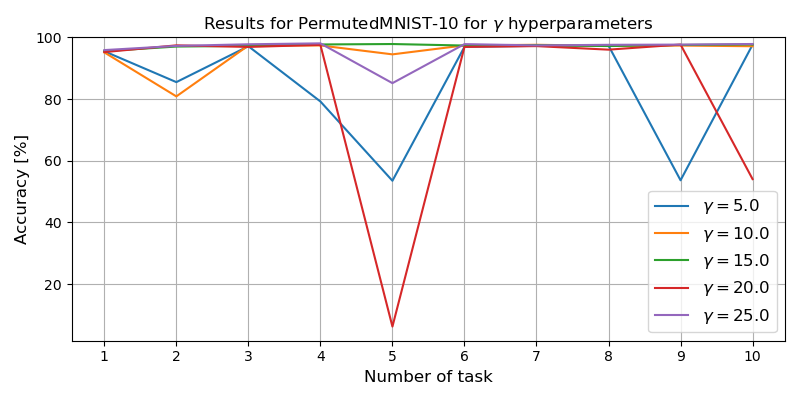 Results for PermutedMNIST-10 for γ hyperparameters
Accuracy [%]
100
80
60
40
20
1 2 3 4 5 6 7 8 9 10
Number of task
γ = 5.0
γ = 10.0
γ = 15.0
γ = 20.0
γ = 25.0